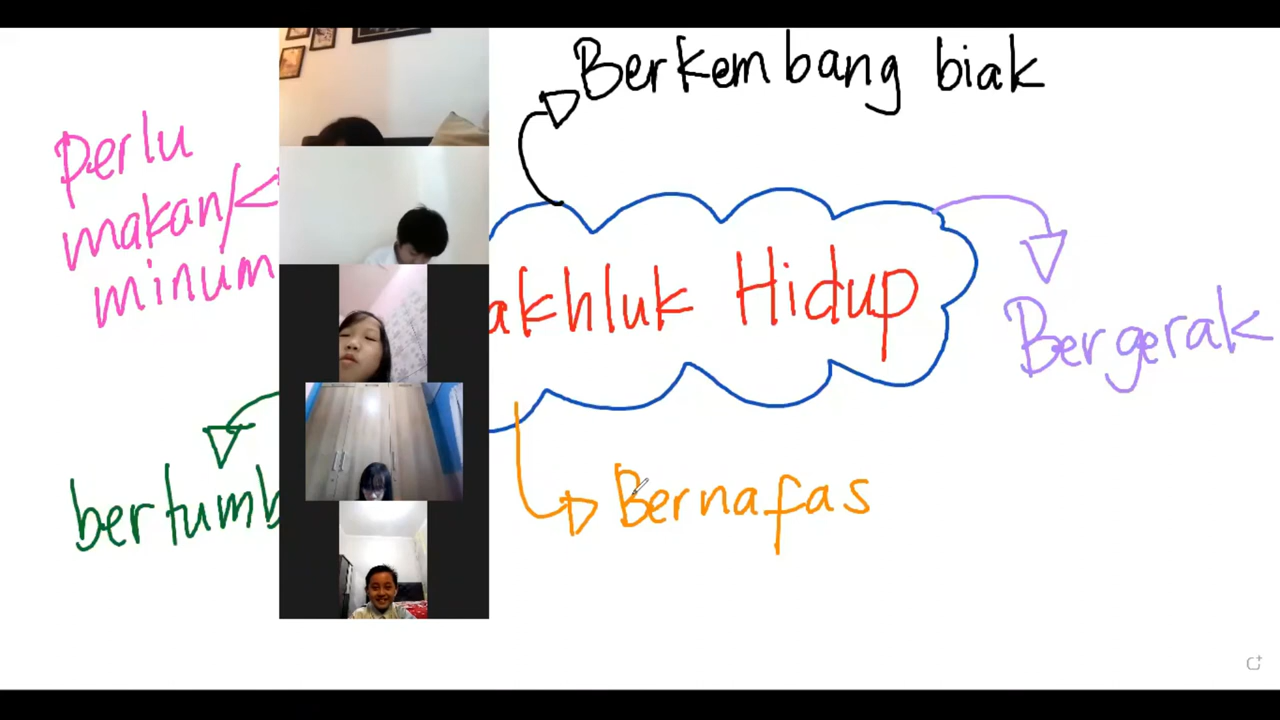 Berkembang biak
Perlu
makan/
minum
akhluk Hidup
Bergerak
bertumb
Bernafas